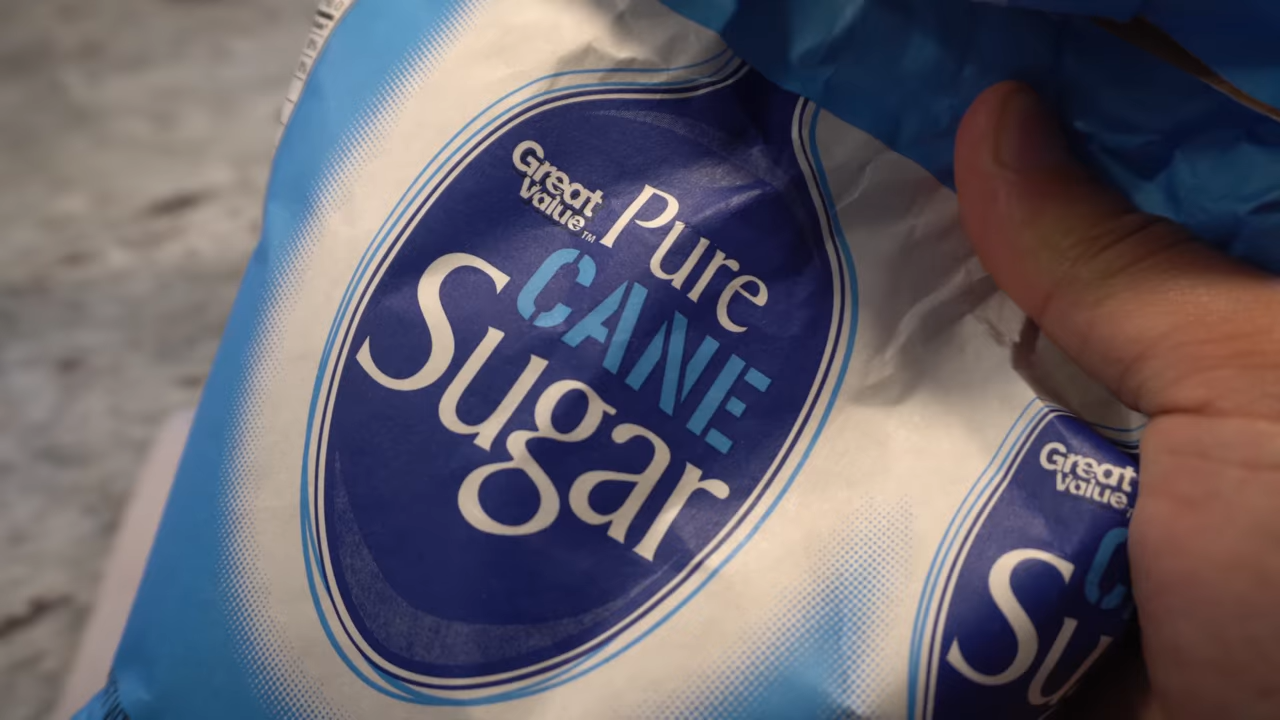 Great
Value™
Pure
CANE
Sugar
Great
Value
C
Su